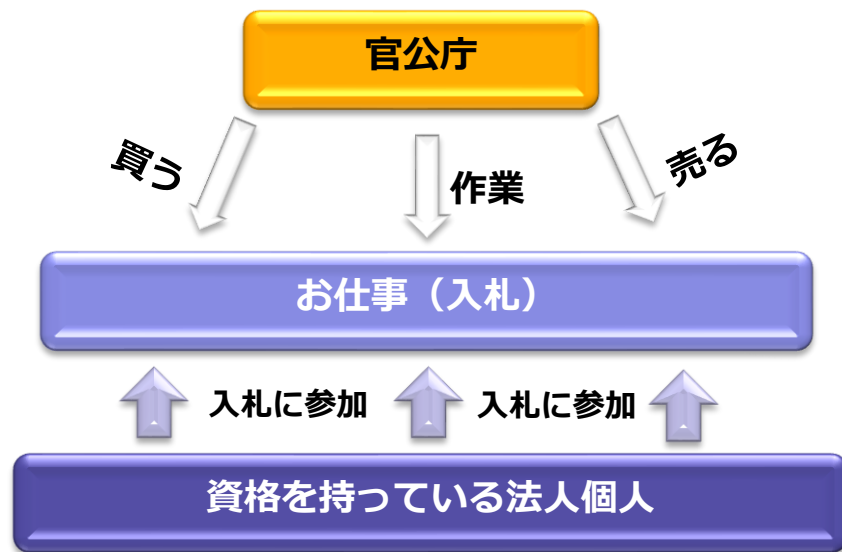 官公庁
買う
作業
売る
お仕事（入札）
入札に参加
入札に参加
資格を持っている法人個人